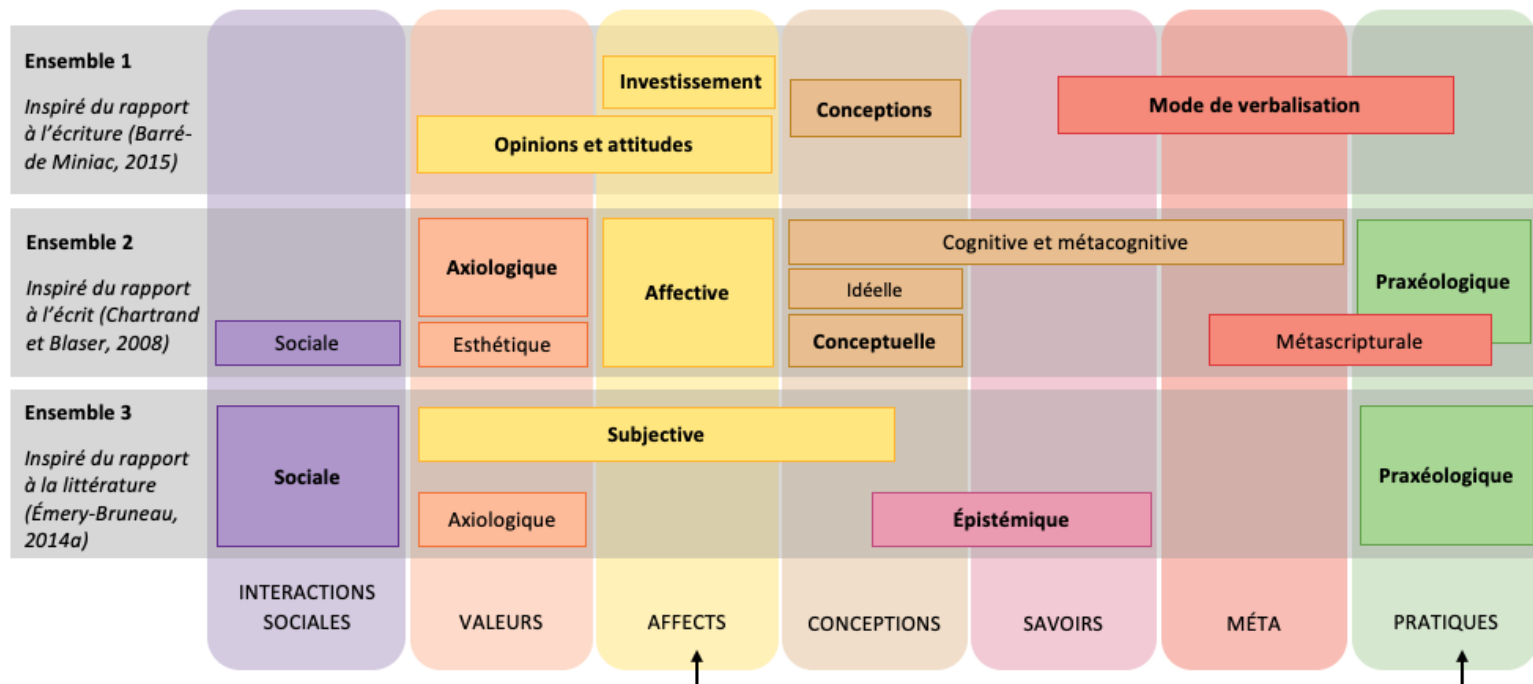 Ensemble 1
Inspiré du rapport
à l'écriture (Barré-
de Miniac, 2015)
Investissement
Opinions et attitudes
Conceptions
Mode de verbalisation
Ensemble 2
Inspiré du rapport
à l'écrit (Chartrand
et Blaser, 2008)
Sociale
Axiologique
Esthétique
Affective
Cognitive et métacognitive
Idéelle
Conceptuelle
Métascripturale
Praxéologique
Ensemble 3
Inspiré du rapport
à la littérature
(Émery-Bruneau,
2014a)
Sociale
Subjective
Axiologique
Épistémique
Praxéologique
INTERACTIONS
SOCIALES
VALEURS
AFFECTS
CONCEPTIONS
SAVOIRS
MÉTA
PRATIQUES